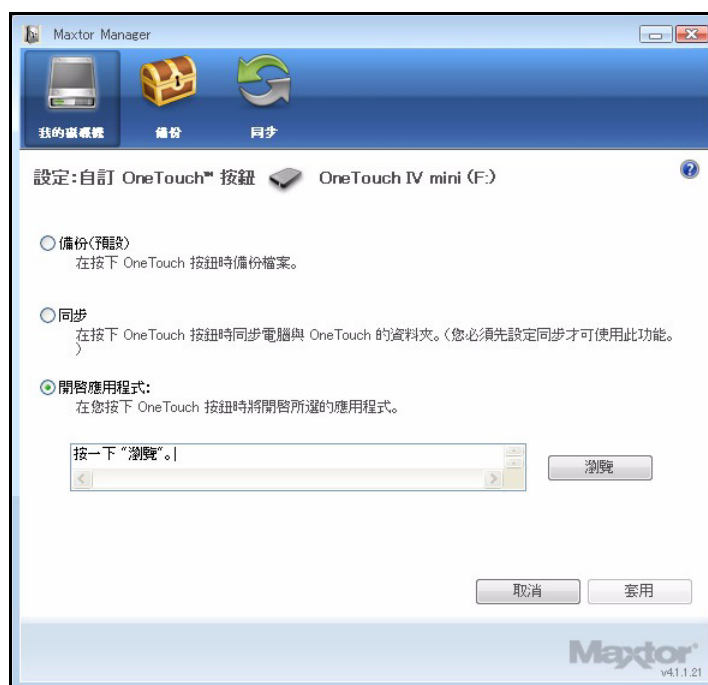 Maxtor Manager
我的磁碟機 備份 同步
設定:自訂 OneTouch™ 按鈕 OneTouch IV mini (F:)
備份(預設)
在按下 OneTouch 按鈕時備份檔案。
同步
在按下 OneTouch 按鈕時同步電腦與 OneTouch 的資料夾。(您必須先設定同步才可使用此功能。
)
開啓應用程式:
在您按下 OneTouch 按鈕時將開啓所選的應用程式。
按一下 "瀏覽"。
瀏覽
取消 套用
Maxtor
v4.1.1.21